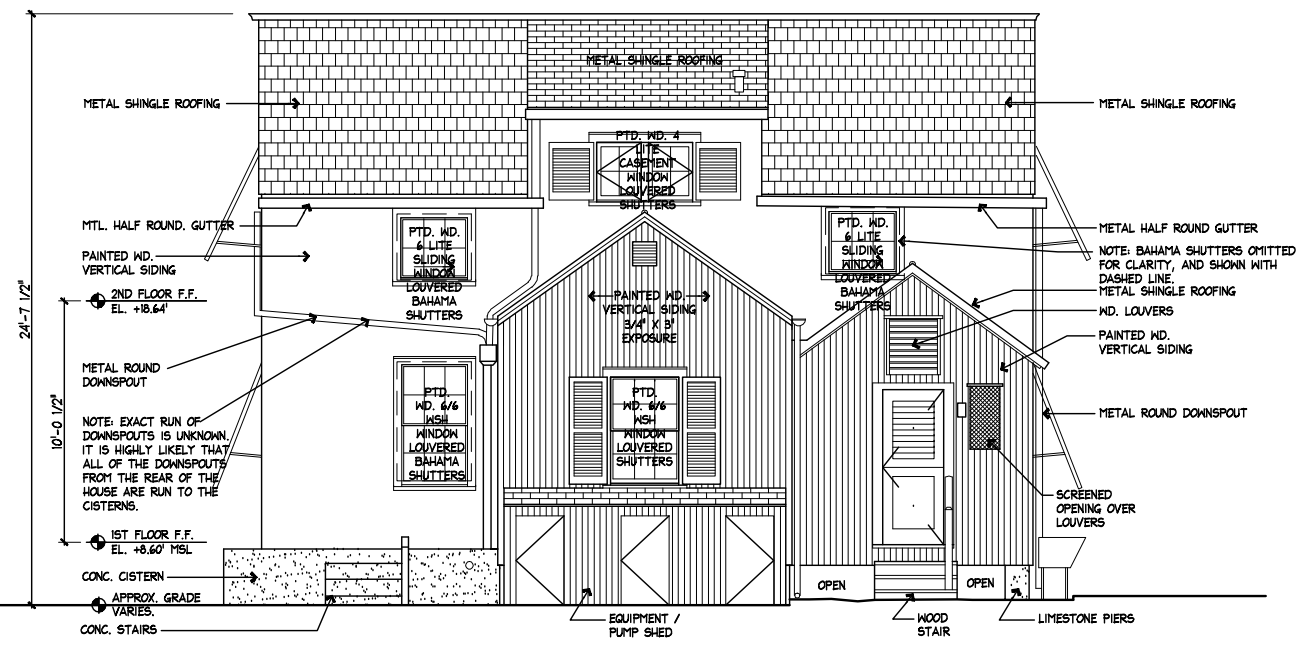 METAL SHINGLE ROOFING
METAL SHINGLE ROOFING
METAL SHINGLE ROOFING
PTD. WD. 4
LITE
CASEMENT
WINDOW
LOUVERED
SHUTTERS
MTL. HALF ROUND. GUTTER
PAINTED WD.
VERTICAL SIDING
2ND FLOOR F.F.
EL. +18.64'
24'-7 1/2"
METAL ROUND
DOWNSPOUT
10'-0 1/2"
NOTE: EXACT RUN OF
DOWNSPOUTS IS UNKNOWN.
IT IS HIGHLY LIKELY THAT
ALL OF THE DOWNSPOUTS
FROM THE REAR OF THE
HOUSE ARE RUN TO THE
CISTERNS.
1ST FLOOR F.F.
EL. +8.60' MSL
CONC. CISTERN
APPROX. GRADE
VARIES.
CONC. STAIRS
PTD. WD.
6 LITE
SLIDING
WINDOW
LOUVERED
BAHAMA
SHUTTERS
PTD.
WD. 6/6
WSH
WINDOW
LOUVERED
BAHAMA
SHUTTERS
PAINTED WD.
VERTICAL SIDING
3/4" X 3"
EXPOSURE
PTD.
WD. 6/6
WSH
WINDOW
LOUVERED
SHUTTERS
EQUIPMENT /
PUMP SHED
PTD. WD.
6 LITE
SLIDING
WINDOW
LOUVERED
BAHAMA
SHUTTERS
METAL HALF ROUND GUTTER
NOTE: BAHAMA SHUTTERS OMITTED
FOR CLARITY, AND SHOWN WITH
DASHED LINE.
METAL SHINGLE ROOFING
WD. LOUVERS
PAINTED WD.
VERTICAL SIDING
METAL ROUND DOWNSPOUT
SCREENED
OPENING OVER
LOUVERS
OPEN
OPEN
WOOD
STAIR
LIMESTONE PIERS